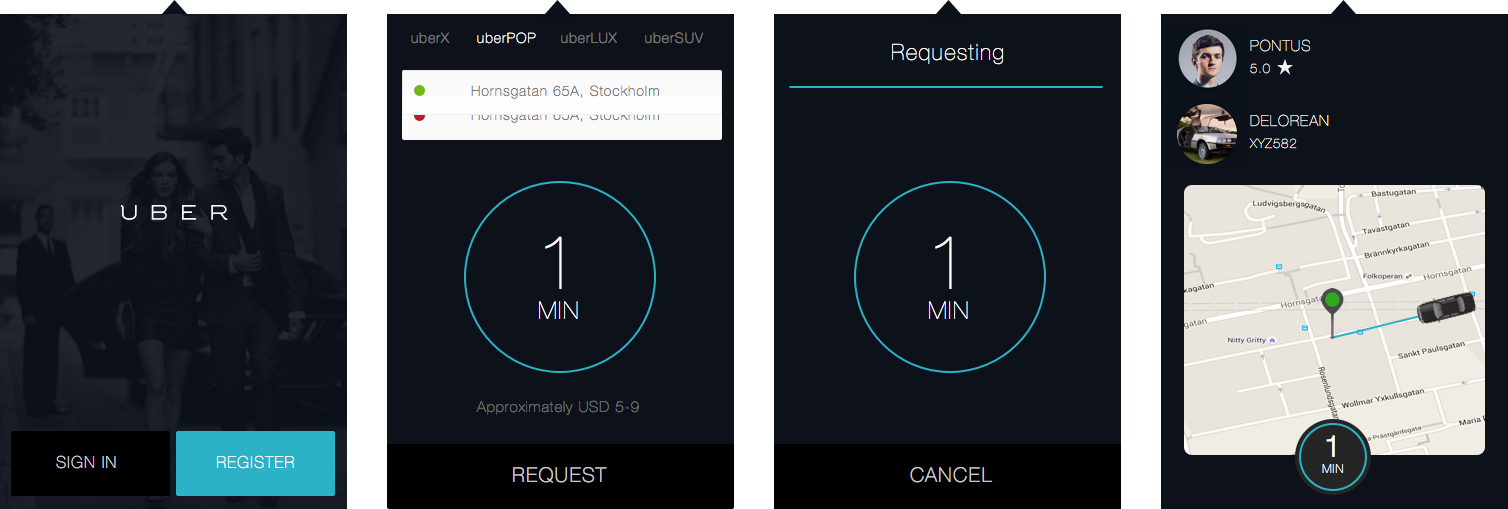 UBER
SIGN IN
REGISTER
uberX uberPOP uberLUX uberSUV
Hornsgatan 65A, Stockholm
Hornsgatan 65A, Stockholm
1
MIN
Approximately USD 5-9
REQUEST
Requesting
1
MIN
CANCEL
PONTUS
5.0 ★
DELOREAN
XYZ582
Bastugatan
Ludvigsbergsgatan
Tavastgatan
Brännkyrkagatan
Folkoperan
Hornsgatan
kagatan
Hornsg
gatan
Nitty Gritty
Sankt Paulsgatan
Rosenlundsgatan
Wollmar Yxkullsgatan
Maria
Prästgårdsgata
1
MIN